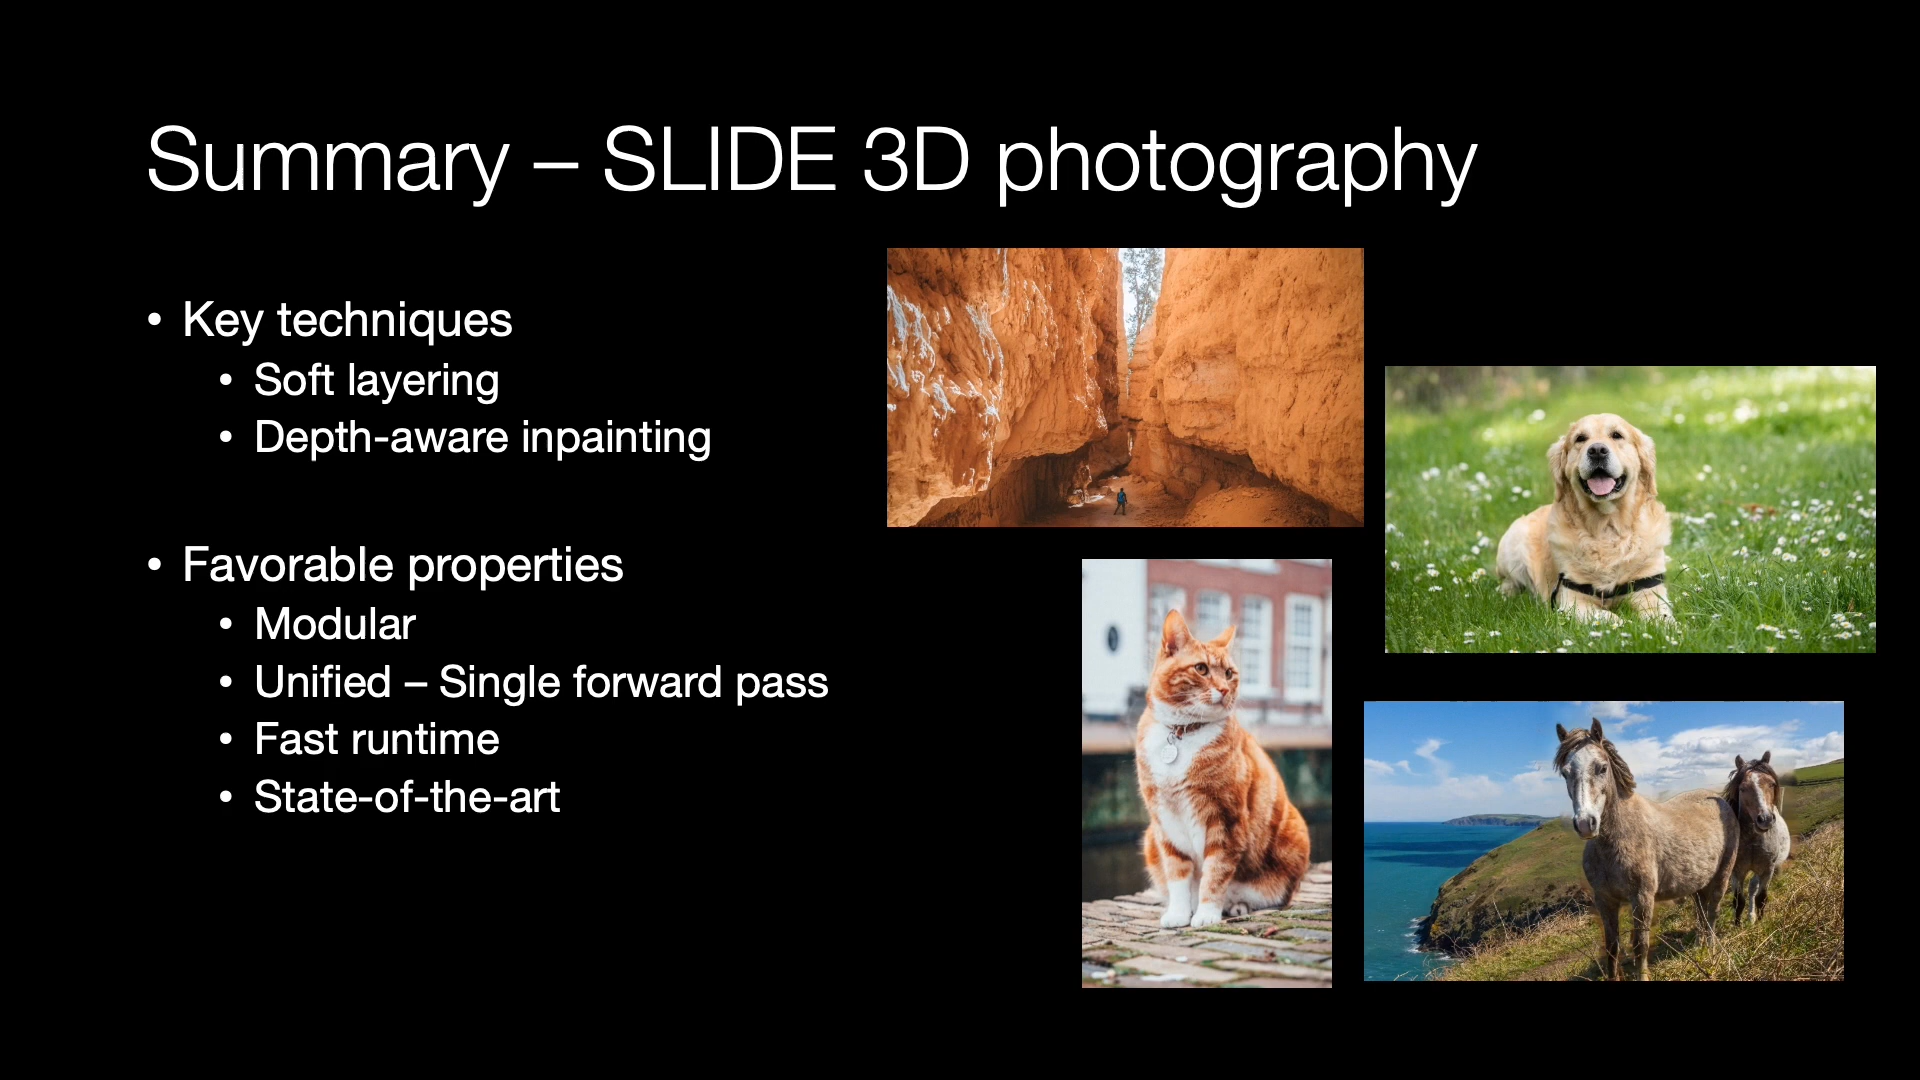 Summary – SLIDE 3D photography
• Key techniques
• Soft layering
• Depth-aware inpainting
• Favorable properties
• Modular
• Unified – Single forward pass
• Fast runtime
• State-of-the-art